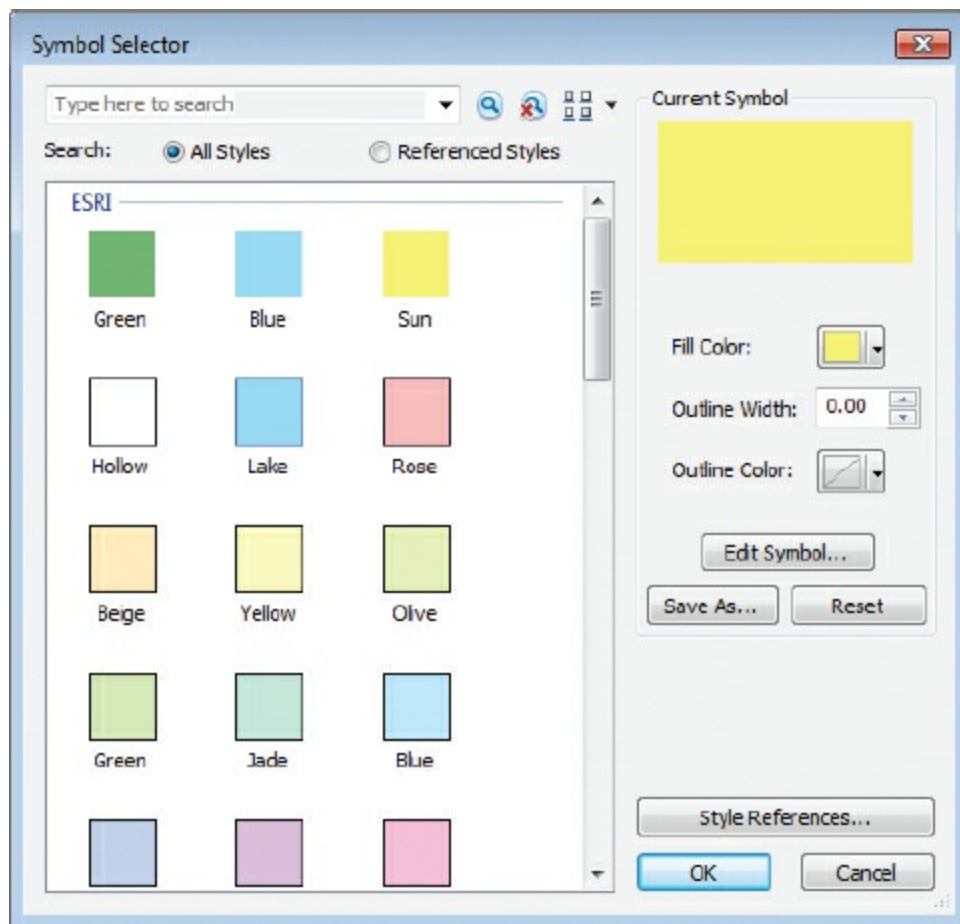 Symbol Selector
Type here to search
Search: All Styles Referenced Styles
ESRI
Green Blue Sun
Hollow Lake Rose
Beige Yellow Olive
Green Jade Blue
Current Symbol
Fill Color:
Outline Width: 0.00
Outline Color:
Edit Symbol...
Save As... Reset
Style References...
OK Cancel